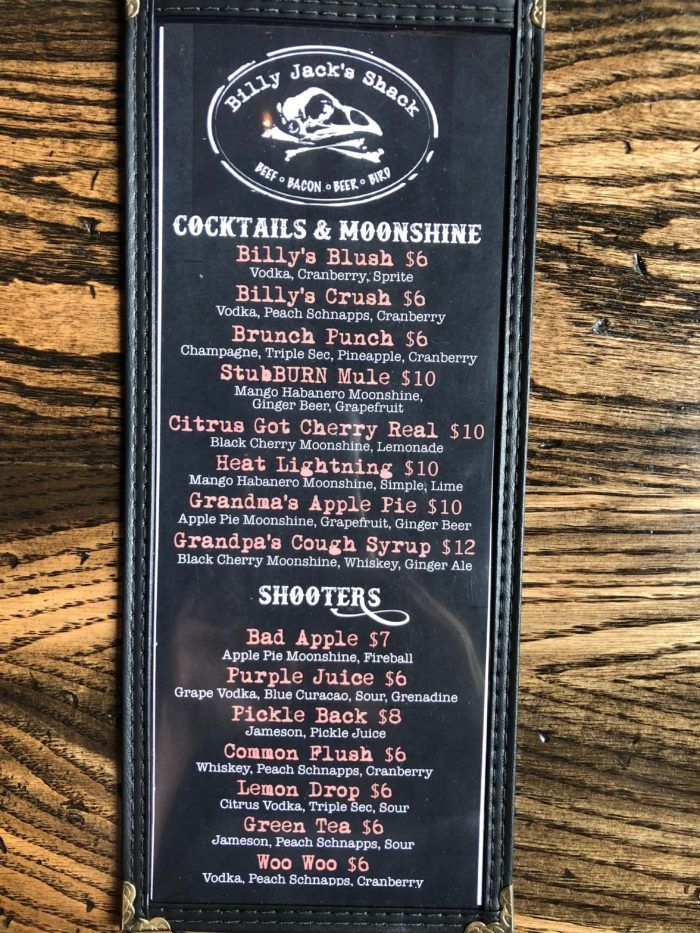 Billy Jack's Shack
BEEF • BACON • BEER • BIRD
COCKTAILS & MOONSHINE
Billy's Blush $6
Vodka, Cranberry, Sprite
Billy's Crush $6
Vodka, Peach Schnapps, Cranberry
Brunch Punch $6
Champagne, Triple Sec, Pineapple, Cranberry
StubBURN Mule $10
Mango Habanero Moonshine,
Ginger Beer, Grapefruit
Citrus Got Cherry Real $10
Black Cherry Moonshine, Lemonade
Heat Lightning $10
Mango Habanero Moonshine, Simple, Lime
Grandma's Apple Pie $10
Apple Pie Moonshine, Grapefruit, Ginger Beer
Grandpa's Cough Syrup $12
Black Cherry Moonshine, Whiskey, Ginger Ale
SHOOTERS
Bad Apple $7
Apple Pie Moonshine, Fireball
Purple Juice $6
Grape Vodka, Blue Curacao, Sour, Grenadine
Pickle Back $8
Jameson, Pickle Juice
Common Flush $6
Whiskey, Peach Schnapps, Cranberry
Lemon Drop $6
Citrus Vodka, Triple Sec, Sour
Green Tea $6
Jameson, Peach Schnapps, Sour
Woo Woo $6
Vodka, Peach Schnapps, Cranberry